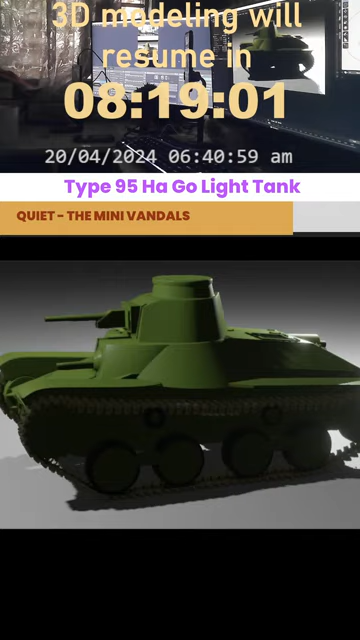 3D modeling will
resume in
08:19:01
20/04/2024 06:40:59 am
Type 95 Ha Go Light Tank
QUIET - THE MINI VANDALS